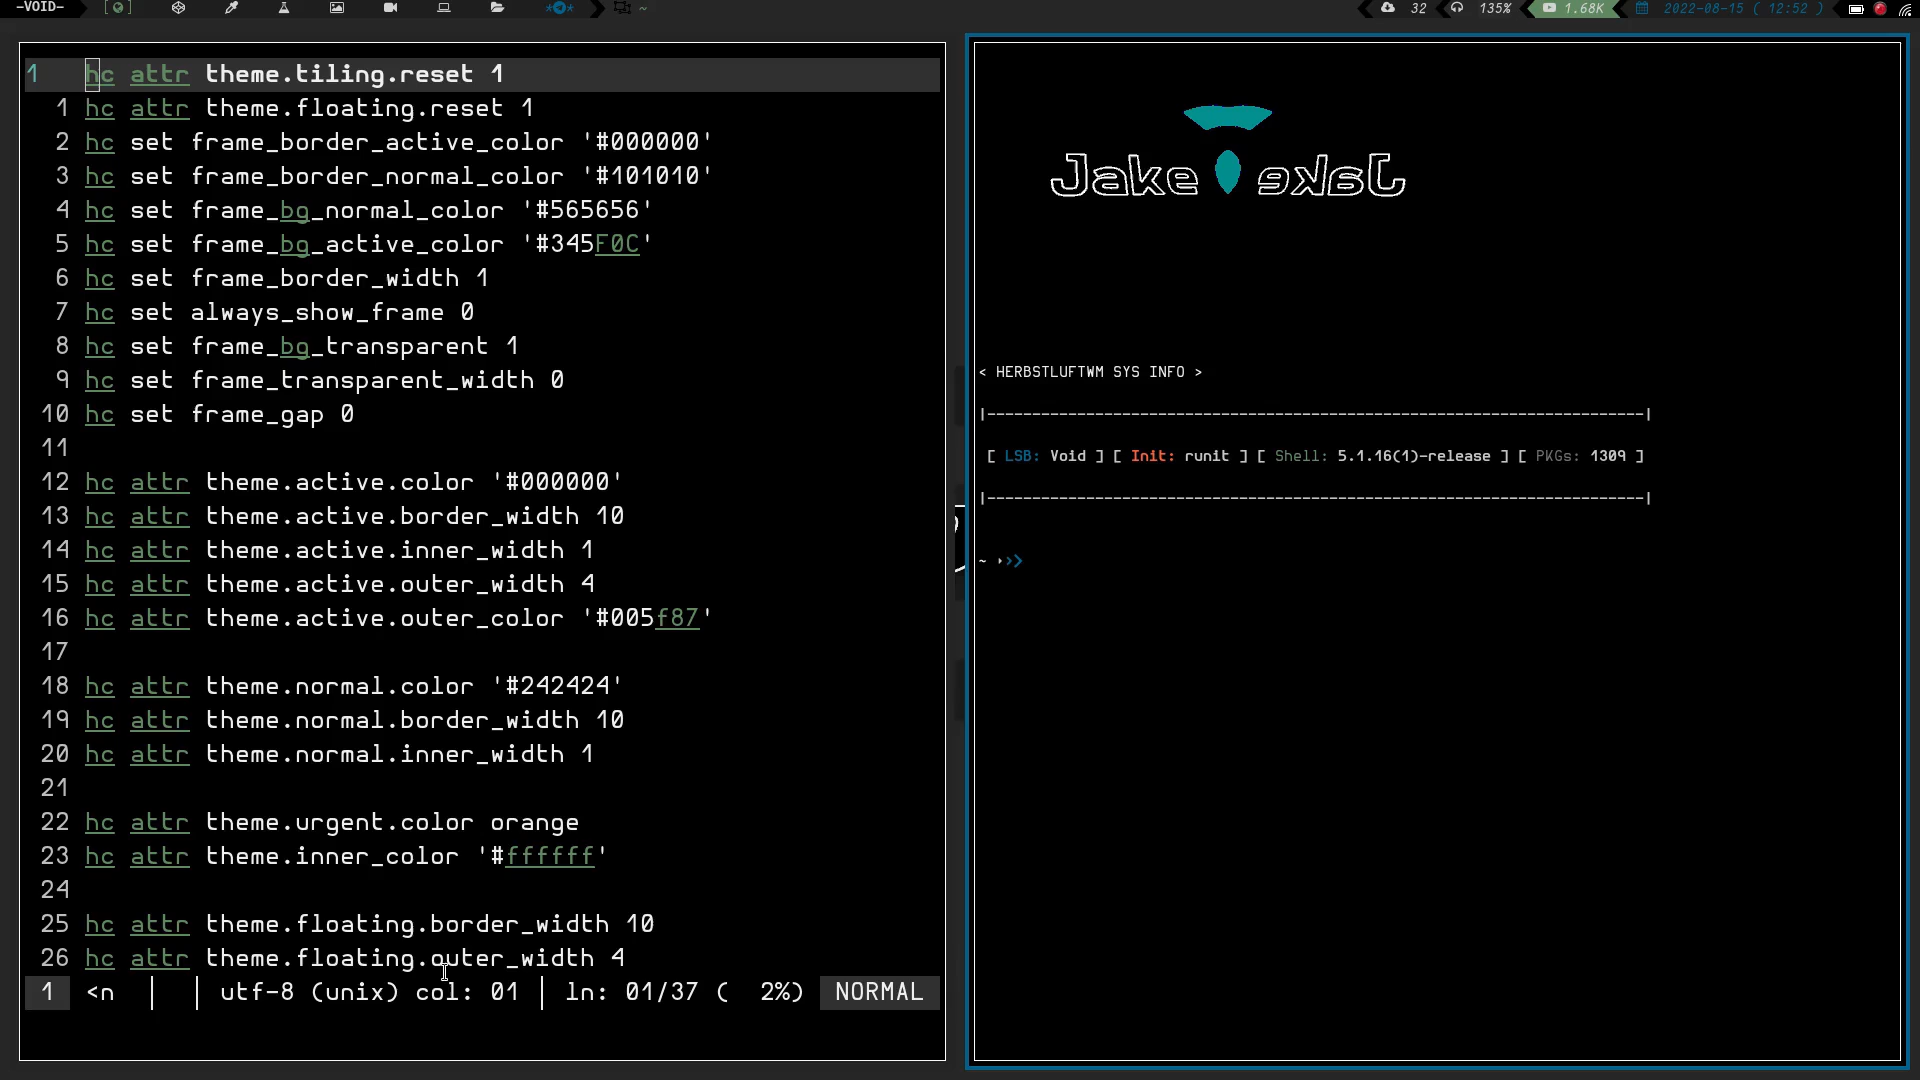 -VOID-
32
135%
1.68K
2022-08-15 ( 12:52 )
~
1 hc attr theme.tiling.reset 1
1 hc attr theme.floating.reset 1
2 hc set frame_border_active_color '#000000'
3 hc set frame_border_normal_color '#101010'
4 hc set frame_bg_normal_color '#565656'
5 hc set frame_bg_active_color '#345F0C'
6 hc set frame_border_width 1
7 hc set always_show_frame 0
8 hc set frame_bg_transparent 1
9 hc set frame_transparent_width 0
10 hc set frame_gap 0
11
12 hc attr theme.active.color '#000000'
13 hc attr theme.active.border_width 10
14 hc attr theme.active.inner_width 1
15 hc attr theme.active.outer_width 4
16 hc attr theme.active.outer_color '#005f87'
17
18 hc attr theme.normal.color '#242424'
19 hc attr theme.normal.border_width 10
20 hc attr theme.normal.inner_width 1
21
22 hc attr theme.urgent.color orange
23 hc attr theme.inner_color '#ffffff'
24
25 hc attr theme.floating.border_width 10
26 hc attr theme.floating.outer_width 4
1 <n | | utf-8 (unix) col: 01 | ln: 01/37 ( 2%) NORMAL
Jake Jake
< HERBSTLUFTWM SYS INFO >
|-------------------------------------------------------------------------|
[ LSB: Void ] [ Init: runit ] [ Shell: 5.1.16(1)-release ] [ PKGs: 1309 ]
|-------------------------------------------------------------------------|
~ ›››